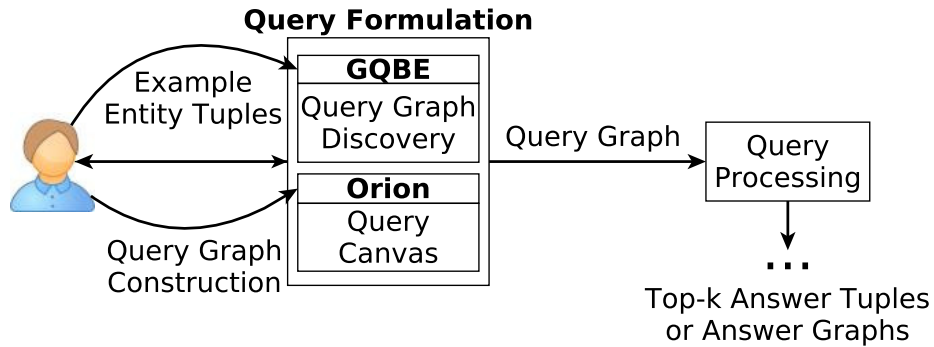 Query Formulation
Example
Entity Tuples
GQBE
Query Graph
Discovery
Query Graph
Query
Processing
Orion
Query
Canvas
Query Graph
Construction
...
Top-k Answer Tuples
or Answer Graphs